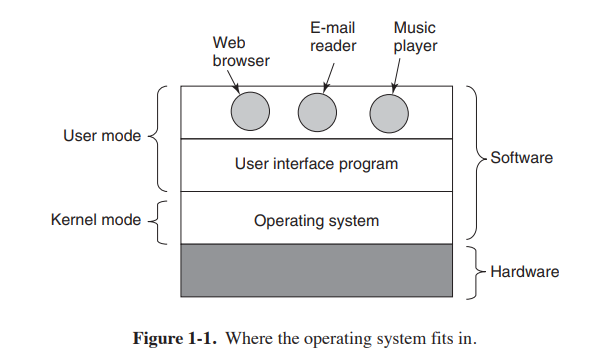 Web
browser
E-mail
reader
Music
player
User mode
User interface program
Software
Kernel mode
Operating system
Hardware
Figure 1-1. Where the operating system fits in.